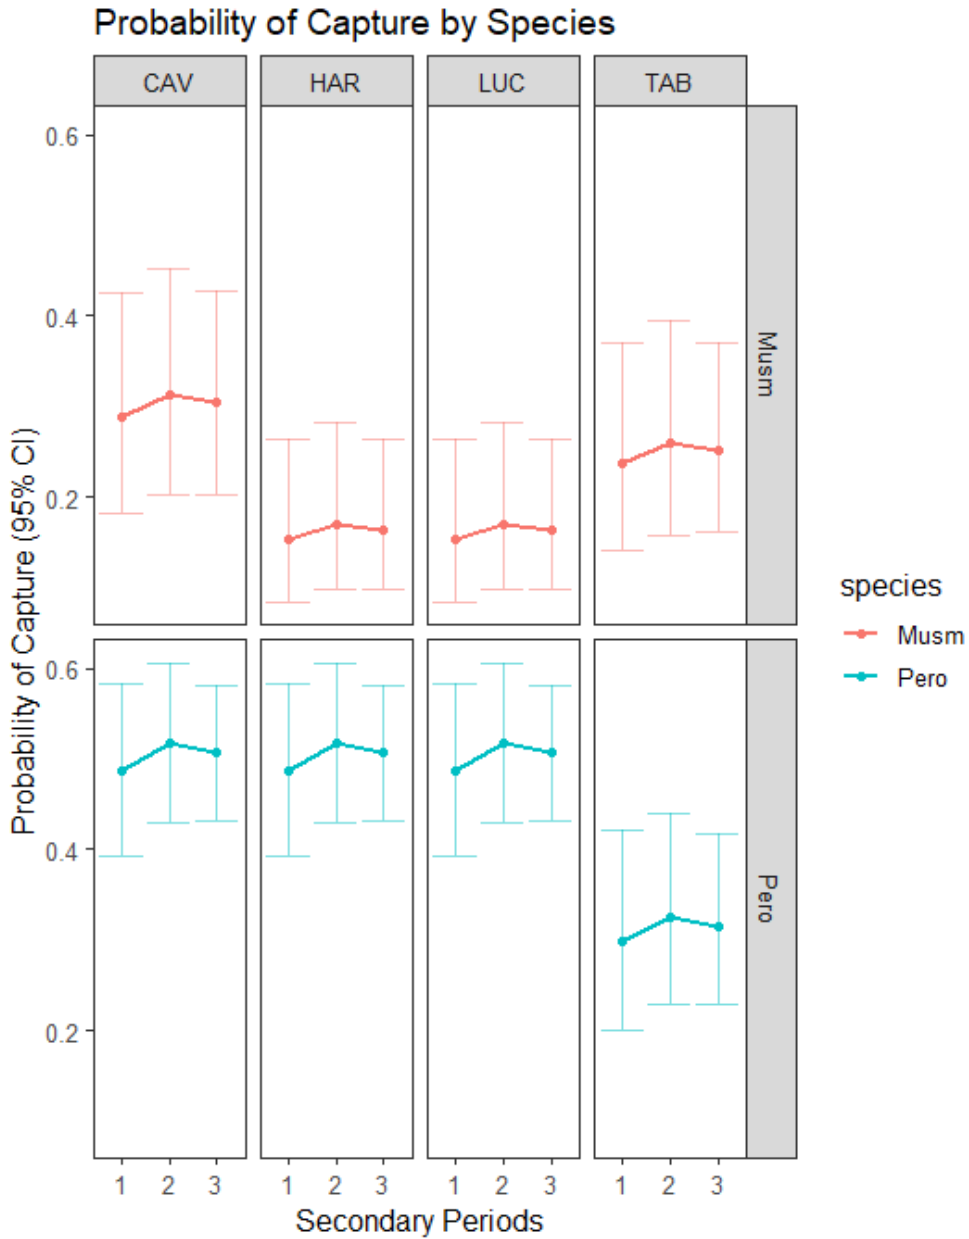 Probability of Capture by Species
CAV HAR LUC TAB
0.6
0.4
0.2
Musm
0.6
0.4
0.2
Pero
1 2 3 1 2 3 1 2 3 1 2 3
Secondary Periods
Probability of Capture (95% CI)
species
Musm
Pero